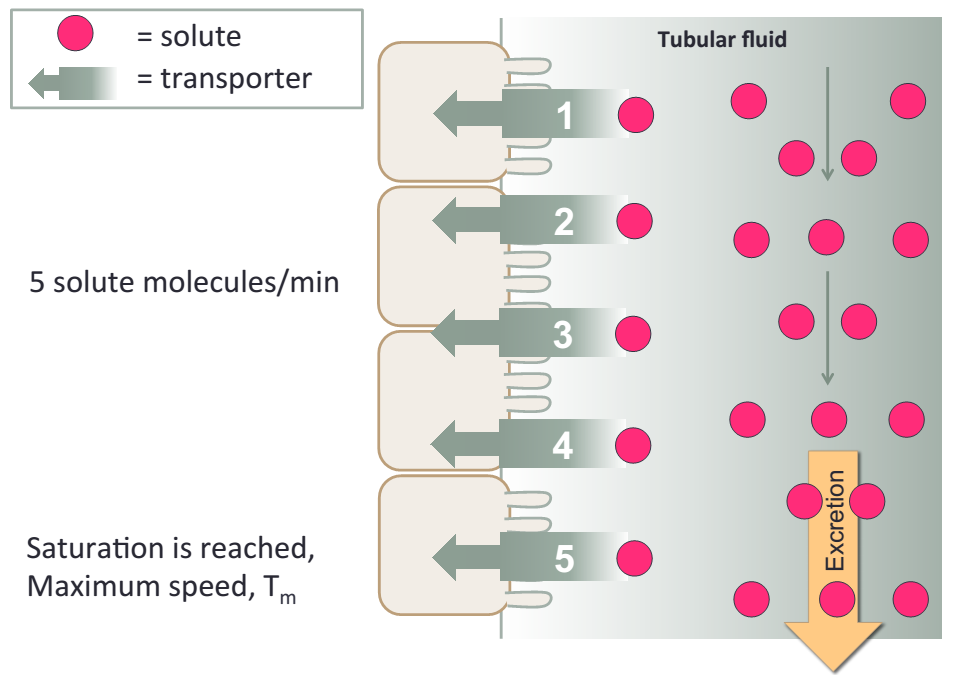 = solute
= transporter
Tubular fluid
1
2
5 solute molecules/min
3
4
Excretion
5
Saturation is reached,
Maximum speed, Tm